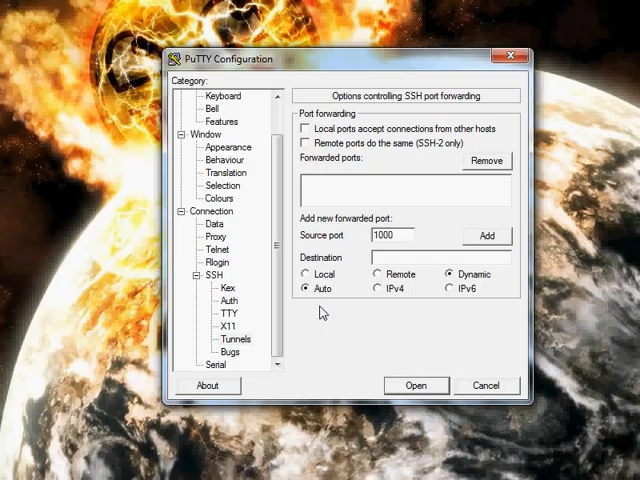 PuTTY Configuration
Category:
Keyboard
Bell
Features
Window
Appearance
Behaviour
Translation
Selection
Colours
Connection
Data
Proxy
Telnet
Rlogin
SSH
Kex
Auth
TTY
X11
Tunnels
Bugs
Serial
Options controlling SSH port forwarding
Port forwarding
Local ports accept connections from other hosts
Remote ports do the same (SSH-2 only)
Forwarded ports:
Remove
Add new forwarded port:
Source port 1000 Add
Destination
Local Remote Dynamic
Auto IPv4 IPv6
About Open Cancel